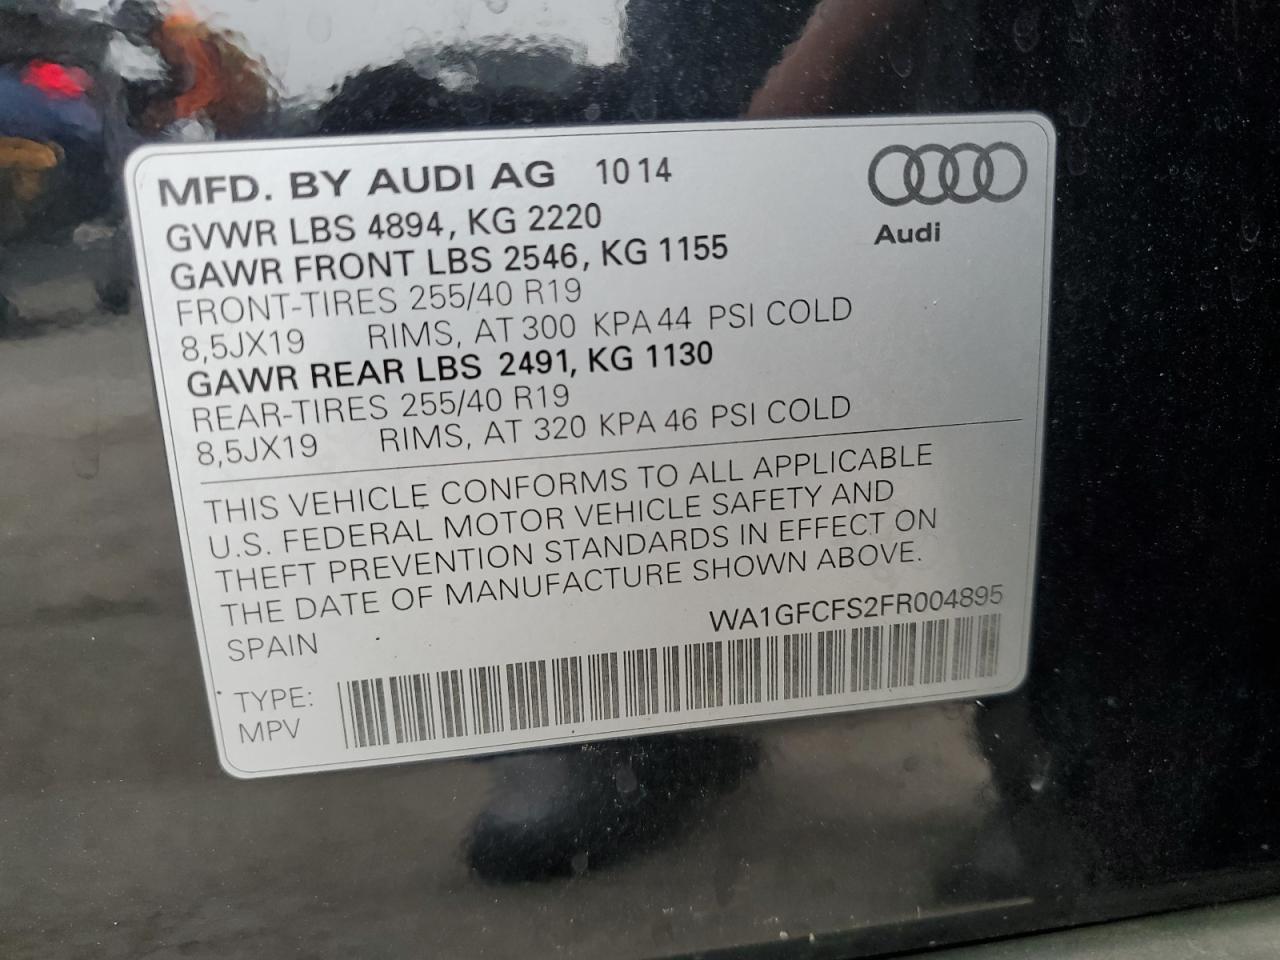 MFD. BY AUDI AG 10 14
Audi
GVWR LBS 4894, KG 2220
GAWR FRONT LBS 2546, KG 1155
FRONT-TIRES 255/40 R19
8,5JX19 RIMS, AT 300 KPA 44 PSI COLD
GAWR REAR LBS 2491, KG 1130
REAR-TIRES 255/40 R19
8,5JX19 RIMS, AT 320 KPA 46 PSI COLD
THIS VEHICLE CONFORMS TO ALL APPLICABLE
U.S. FEDERAL MOTOR VEHICLE SAFETY AND
THEFT PREVENTION STANDARDS IN EFFECT ON
THE DATE OF MANUFACTURE SHOWN ABOVE.
SPAIN WA1GFCFS2FR004895
TYPE:
MPV